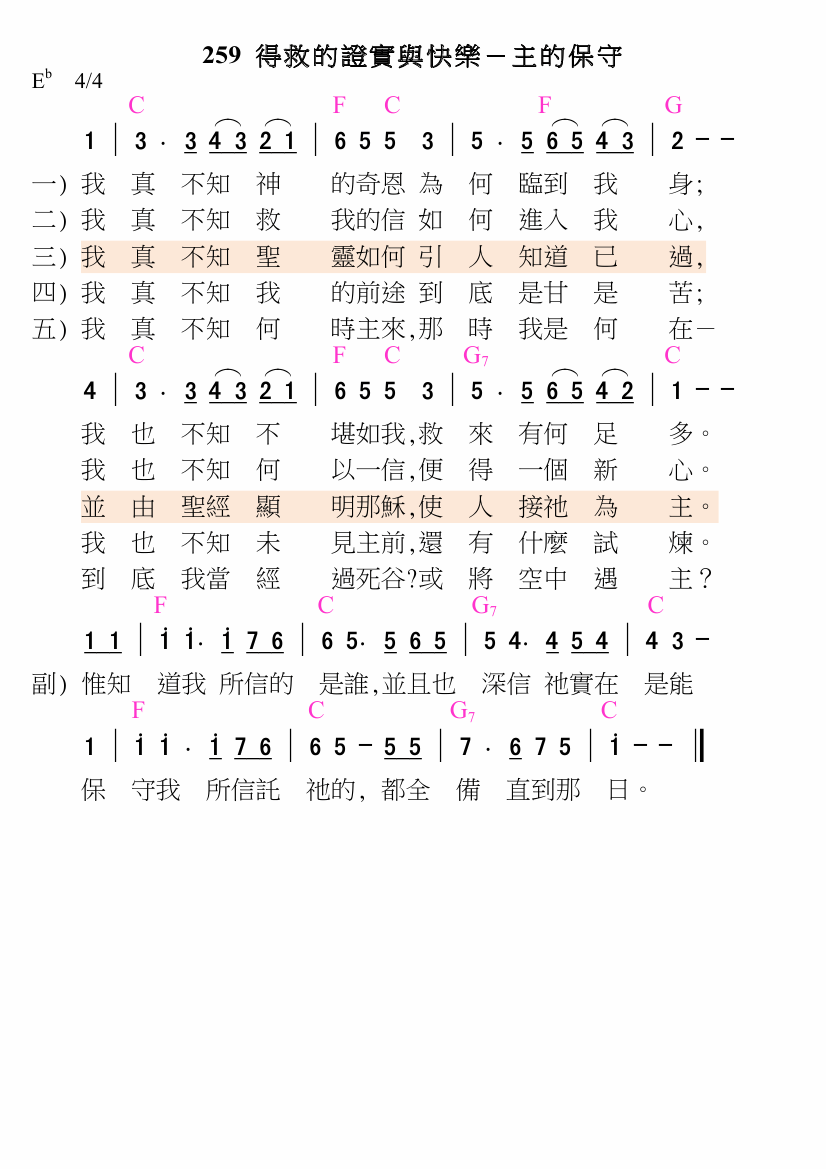 259 得救的證實與快樂－主的保守
E♭ 4/4
C F C F G
1 | 3 · 3 4 3 2 1 | 6 5 5 3 | 5 · 5 6 5 4 3 | 2 － －
一) 我 真 不知 神 的奇恩 為 何 臨到 我 身;
二) 我 真 不知 救 我的信 如 何 進入 我 心,
三) 我 真 不知 聖 靈如何 引 人 知道 已 過,
四) 我 真 不知 我 的前途 到 底 是甘 是 苦;
五) 我 真 不知 何 時主來,那 時 我是 何 在－
C F C G7 C
4 | 3 · 3 4 3 2 1 | 6 5 5 3 | 5 · 5 6 5 4 2 | 1 － －
我 也 不知 不 堪如我,救 來 有何 足 多。
我 也 不知 何 以一信,便 得 一個 新 心。
並 由 聖經 顯 明那穌,使 人 接祂 為 主。
我 也 不知 未 見主前,還 有 什麼 試 煉。
到 底 我當 經 過死谷?或 將 空中 遇 主？
F C G7 C
1 1 | i i· i 7 6 | 6 5· 5 6 5 | 5 4· 4 5 4 | 4 3 －
副) 惟知 道我 所信的 是誰,並且也 深信 祂實在 是能
F C G7 C
1 | i i · i 7 6 | 6 5 － 5 5 | 7 · 6 7 5 | i － － ‖
保 守我 所信託 祂的, 都全 備 直到那 日。